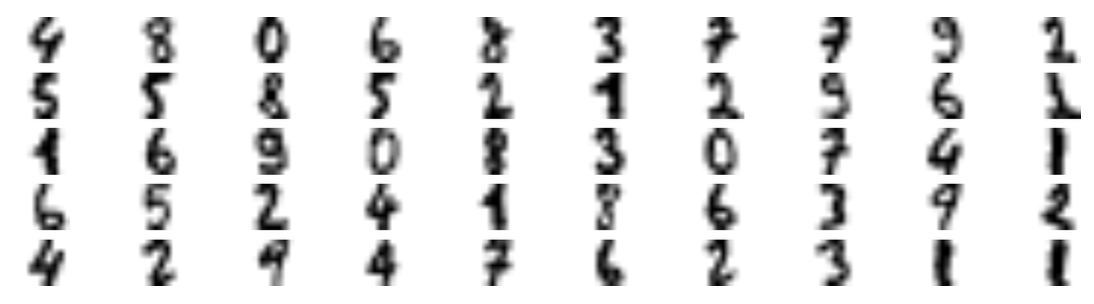 4 8 0 6 8 3 7 7 9 2
5 5 8 5 2 1 2 9 6 1
1 6 9 0 8 3 0 7 4 1
6 5 2 4 1 8 6 3 9 2
4 2 9 4 7 6 2 3 1 1